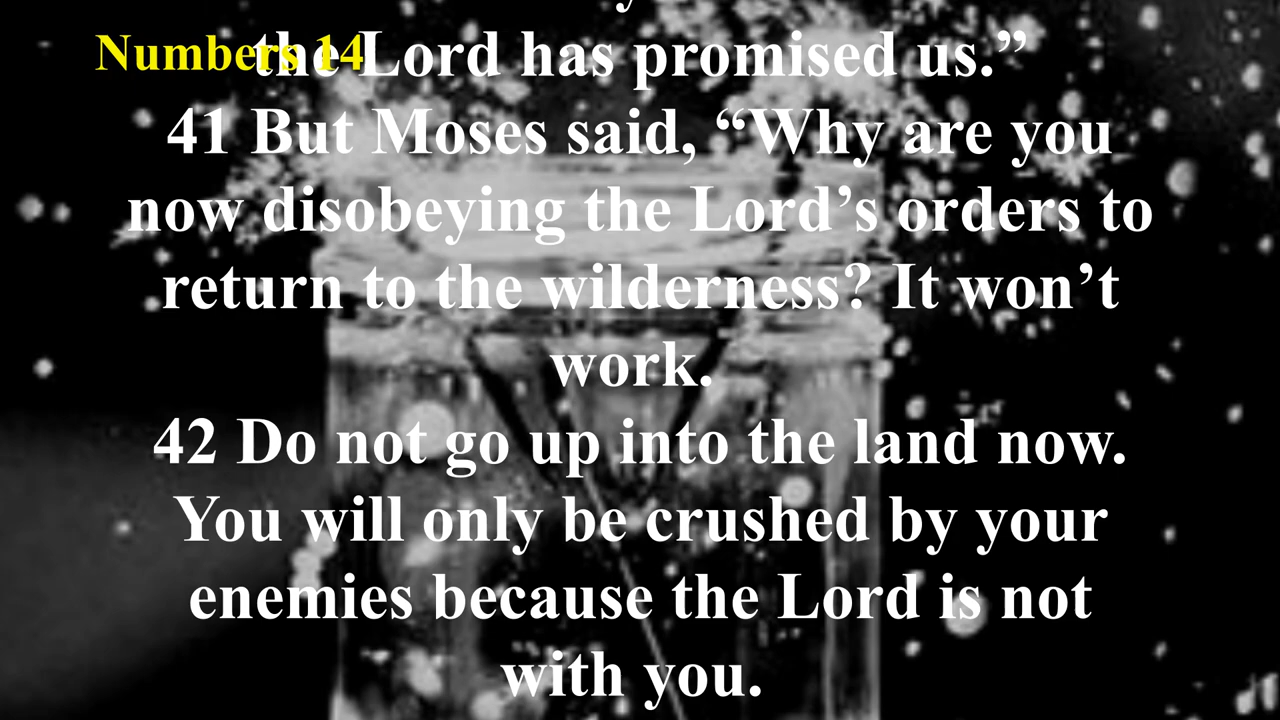 Numbers 14
the Lord has promised us.”
41 But Moses said, “Why are you
now disobeying the Lord’s orders to
return to the wilderness? It won’t
work.
42 Do not go up into the land now.
You will only be crushed by your
enemies because the Lord is not
with you.